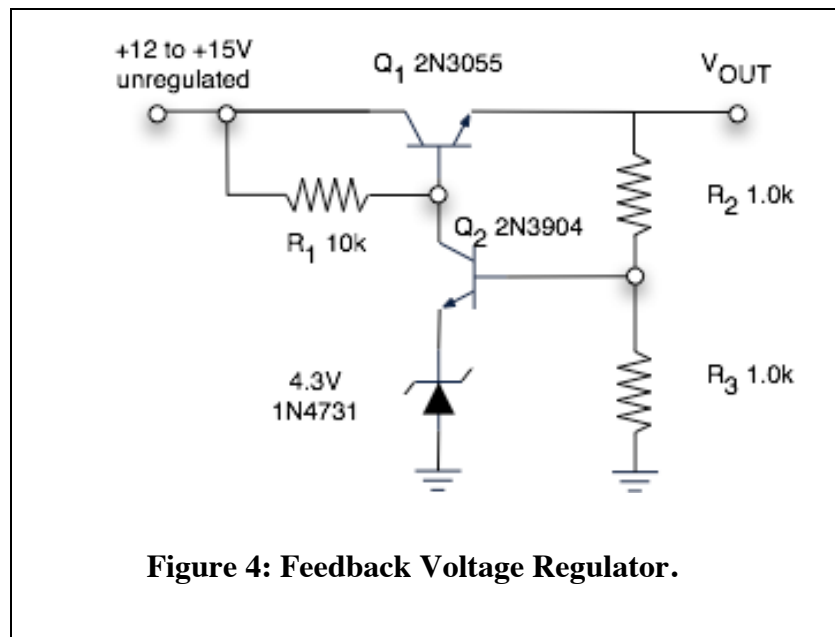 +12 to +15V
unregulated
Q1 2N3055
VOUT
R1 10k
Q2 2N3904
R2 1.0k
4.3V
1N4731
R3 1.0k
Figure 4: Feedback Voltage Regulator.